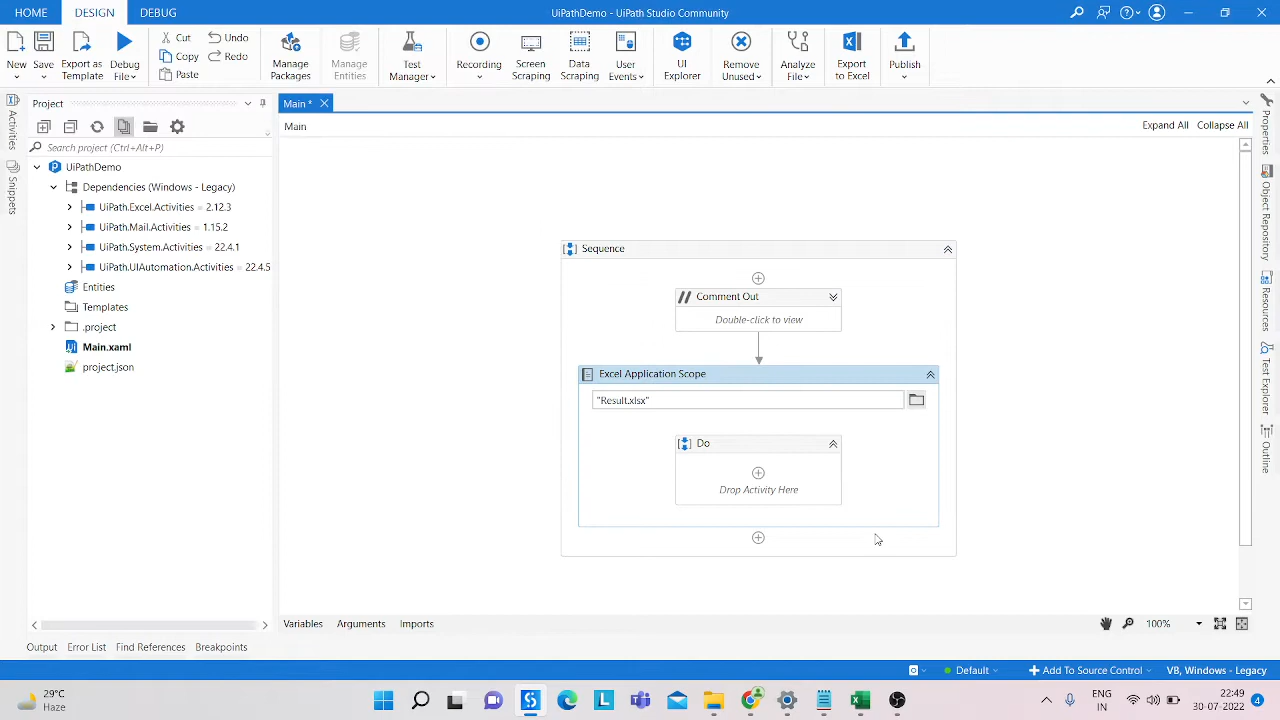 HOME DESIGN DEBUG
UiPathDemo - UiPath Studio Community
New
Save
Export as Template
Debug File
Cut
Copy
Paste
Undo
Redo
Manage Packages
Manage Entities
Test Manager
Recording
Screen Scraping
Data Scraping
User Events
UI Explorer
Remove Unused
Analyze File
Export to Excel
Publish
Activities
Snippets
Project
Search project (Ctrl+Alt+P)
UiPathDemo
Dependencies (Windows - Legacy)
UiPath.Excel.Activities = 2.12.3
UiPath.Mail.Activities = 1.15.2
UiPath.System.Activities = 22.4.1
UiPath.UIAutomation.Activities = 22.4.5
Entities
Templates
.project
Main.xaml
project.json
Main *
Main
Expand All Collapse All
Sequence
Comment Out
Double-click to view
Excel Application Scope
"Result.xlsx"
Do
Drop Activity Here
Properties
Object Repository
Resources
Test Explorer
Outline
Variables Arguments Imports
100%
Output Error List Find References Breakpoints
Default
Add To Source Control
VB, Windows - Legacy
29°C
Haze
ENG
IN
22:49
30-07-2022
4